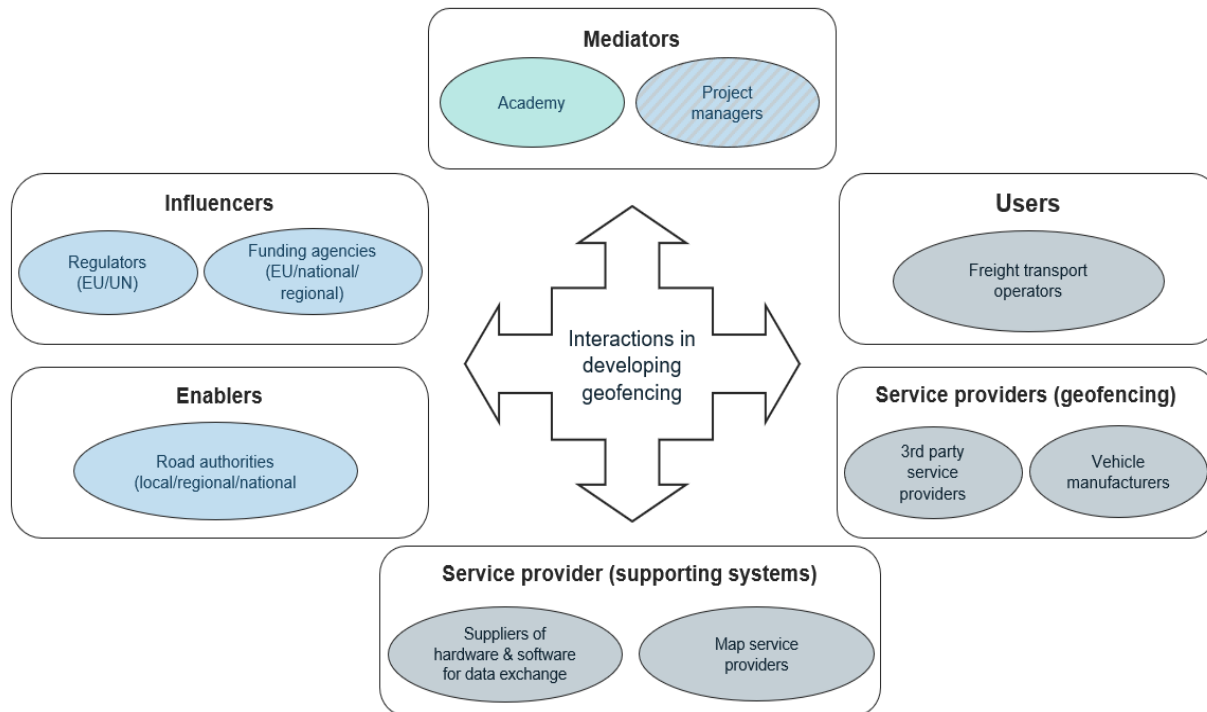 Mediators
Academy
Project
managers
Influencers
Regulators
(EU/UN)
Funding agencies
(EU/national/
regional)
Users
Freight transport
operators
Interactions in
developing
geofencing
Enablers
Road authorities
(local/regional/national
Service providers (geofencing)
3rd party
service
providers
Vehicle
manufacturers
Service provider (supporting systems)
Suppliers of
hardware & software
for data exchange
Map service
providers